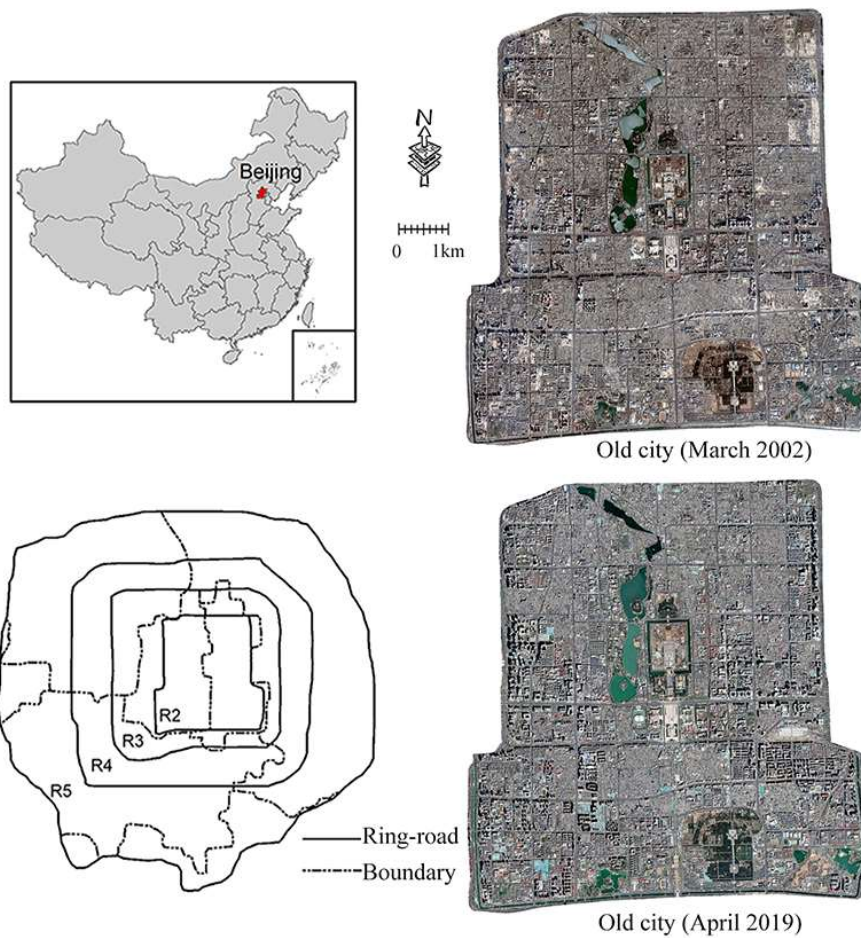 Beijing
N
0 1km
Old city (March 2002)
R2
R3
R4
R5
Ring-road
Boundary
Old city (April 2019)